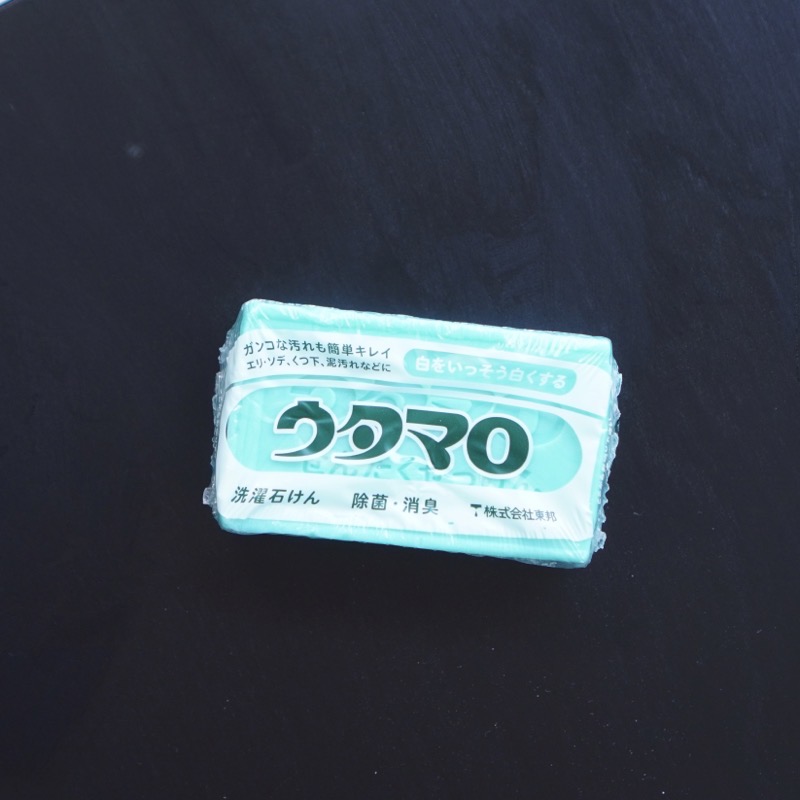 ガンコな汚れも簡単キレイ
エリ・ソデ、くつ下、泥汚れなどに
白をいっそう白くする
ウタマロ
洗濯石けん 除菌・消臭 株式会社東邦